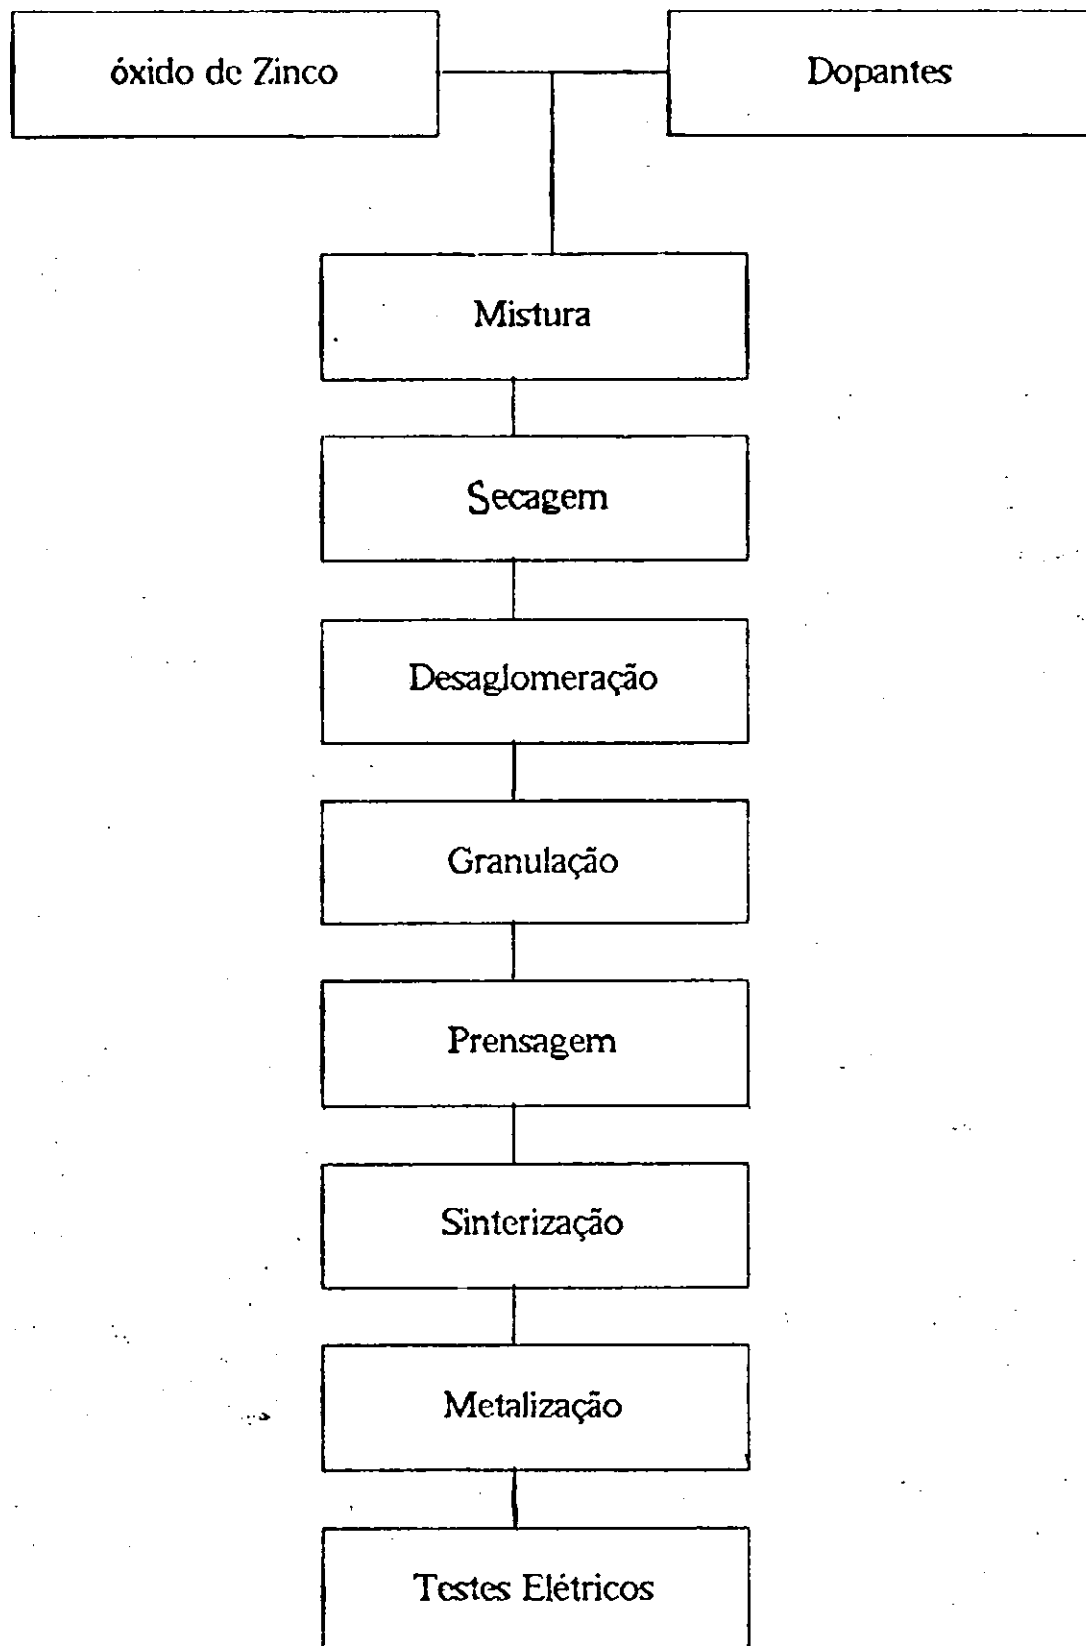 óxido de Zinco
Dopantes
Mistura
Secagem
Desaglomeração
Granulação
Prensagem
Sinterização
Metalização
Testes Elétricos